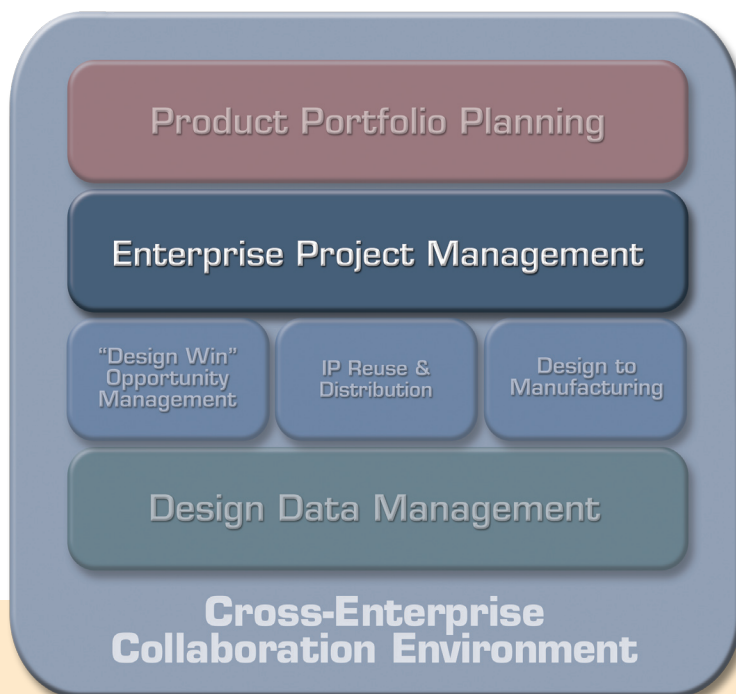 Product Portfolio Planning
Enterprise Project Management
“Design Win”
Opportunity
Management
IP Reuse &
Distribution
Design to
Manufacturing
Design Data Management
Cross-Enterprise
Collaboration Environment